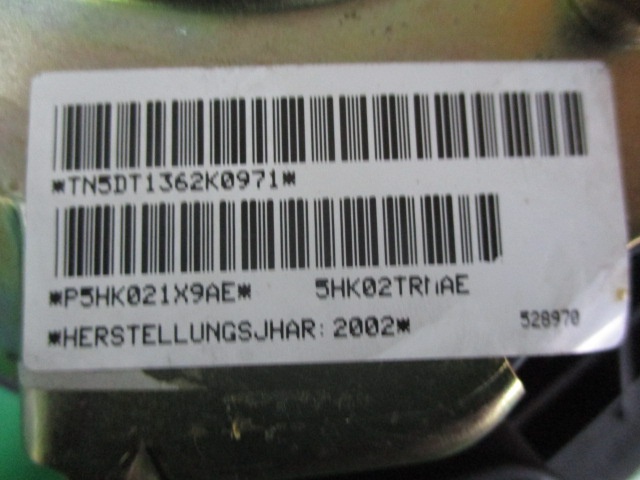 *TN5DT1362K0971*
*P5HK021X9AE* 5HK02TRMAE
*HERSTELLUNGSJHAR: 2002* 528970